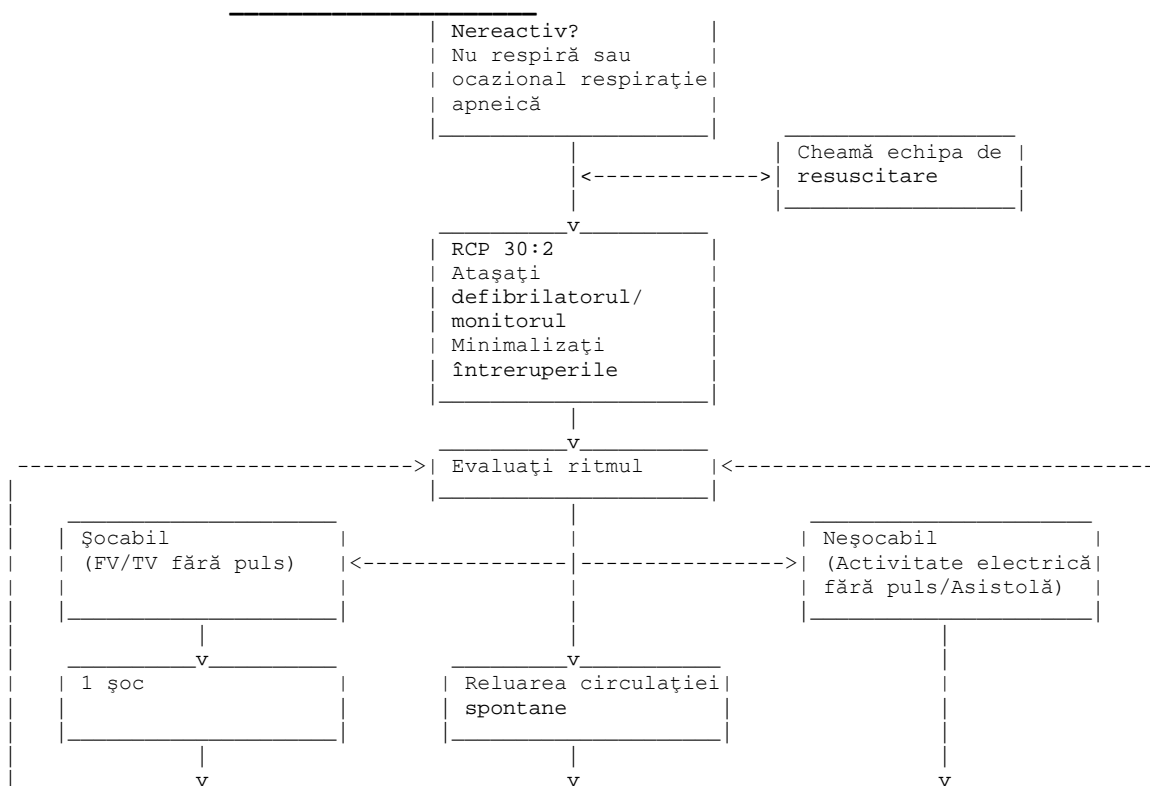 Nereactiv?
Nu respiră sau
ocazional respiraţie
apneică
Cheamă echipa de
resuscitare
RCP 30:2
Ataşaţi
defibrilatorul/
monitorul
Minimalizaţi
întreruperile
Evaluaţi ritmul
Şocabil
(FV/TV fără puls)
Neşocabil
(Activitate electrică
fără puls/Asistolă)
1 şoc
Reluarea circulaţiei
spontane